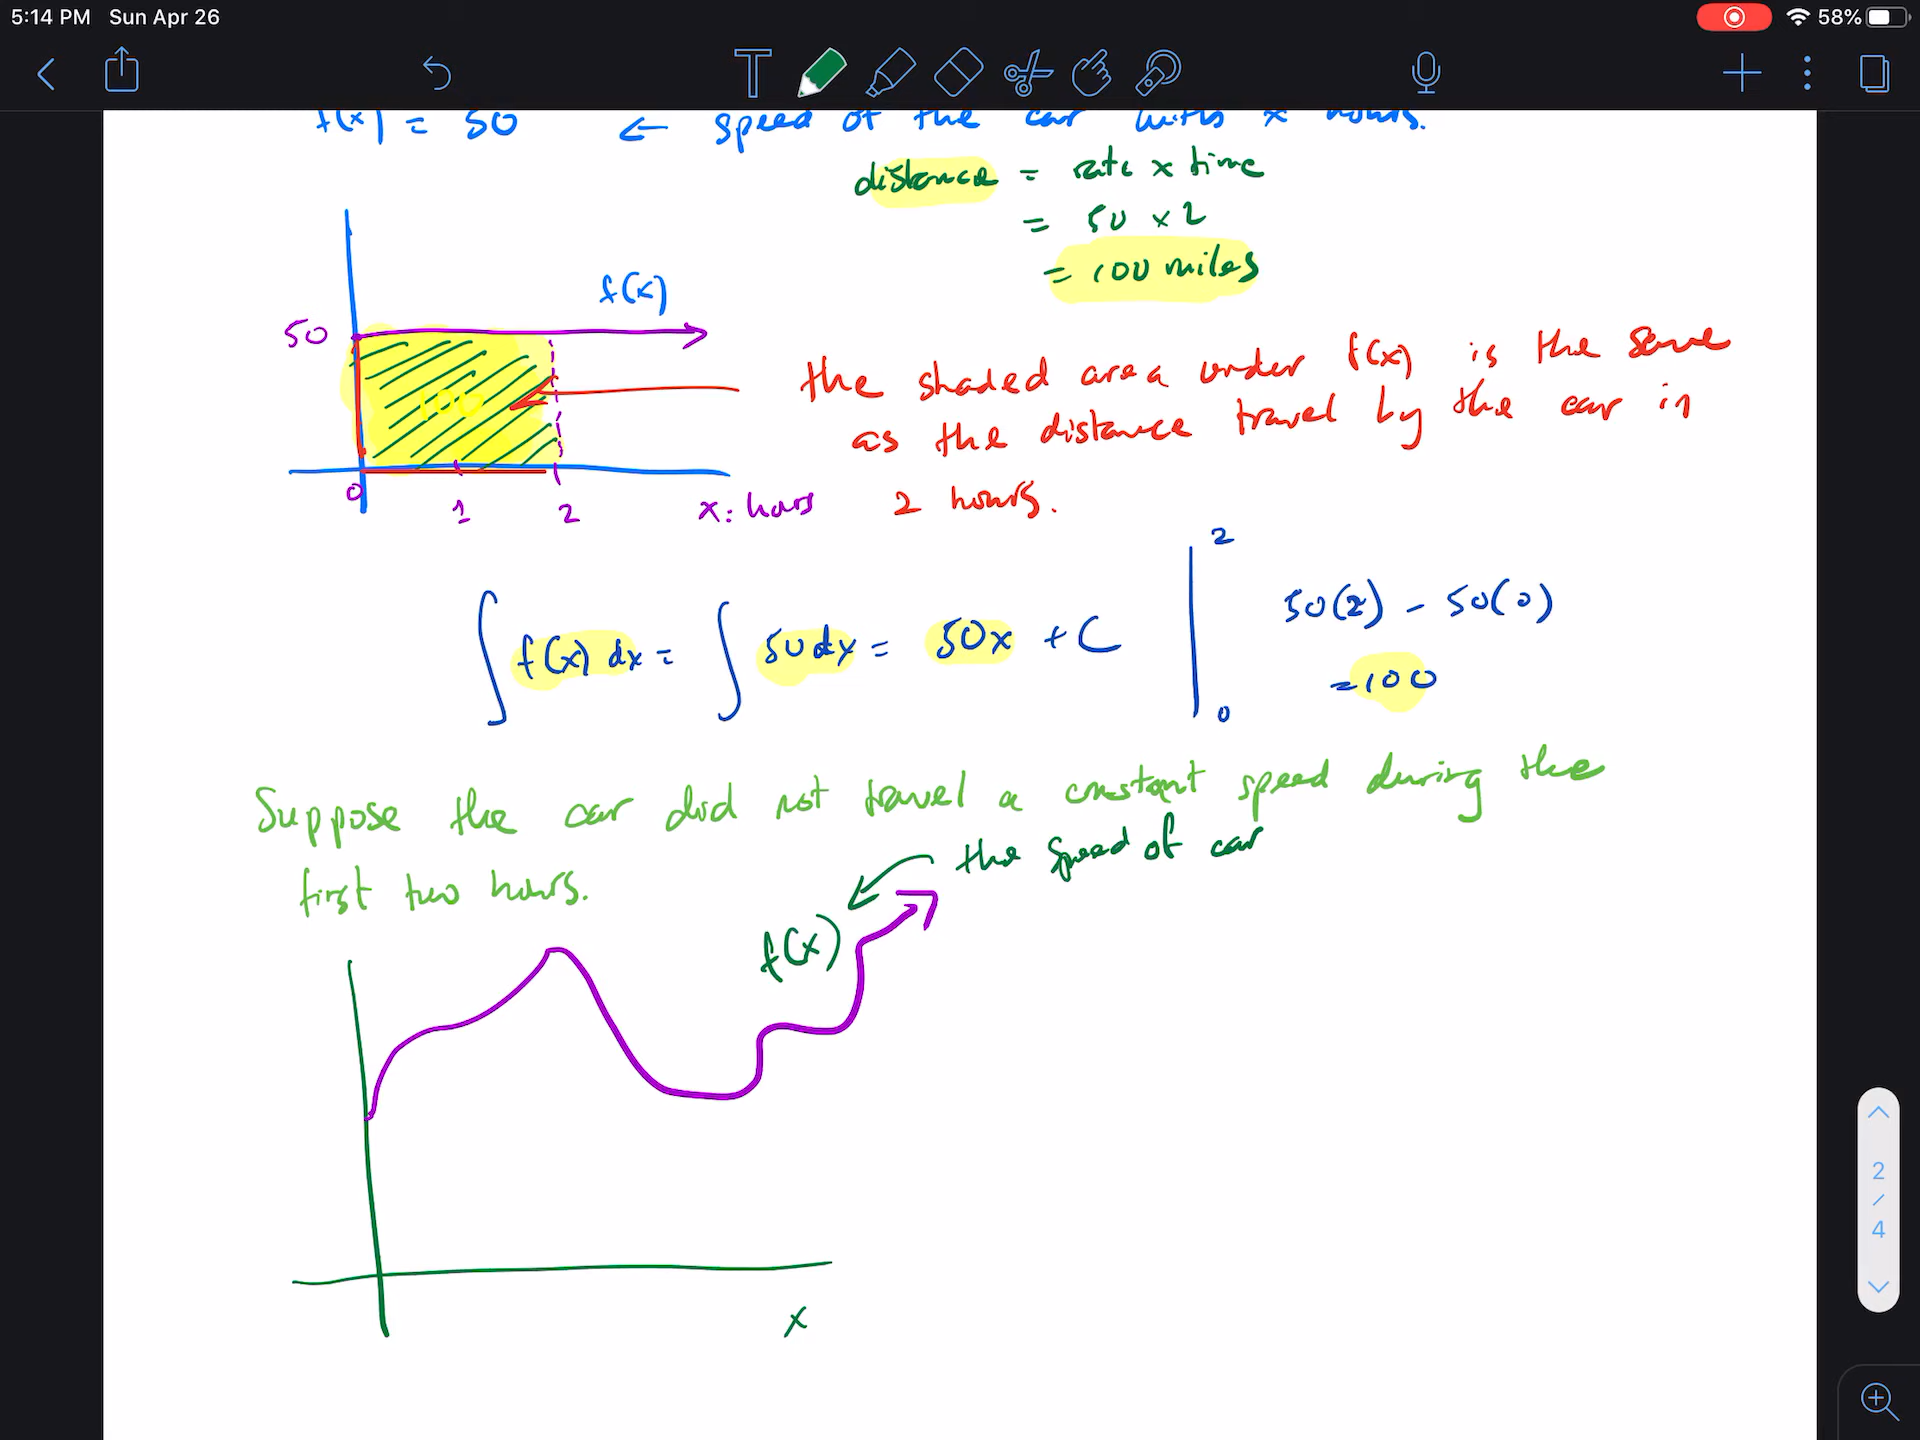 5:14 PM Sun Apr 26
58%
T
f(x) = 50 ← speed of the car with x hours.
distance = rate x time
= 50 x 2
= 100 miles
f(x)
50
100
the shaded area under f(x) is the same
as the distance travel by the car in
2 hours.
0 1 2 x: hours
∫ f(x) dx = ∫ 50 dx = 50x + C | 2 0
50(2) - 50(0)
= 100
Suppose the car did not travel a constant speed during the
first two hours.
the speed of car
f(x)
x
2
/
4